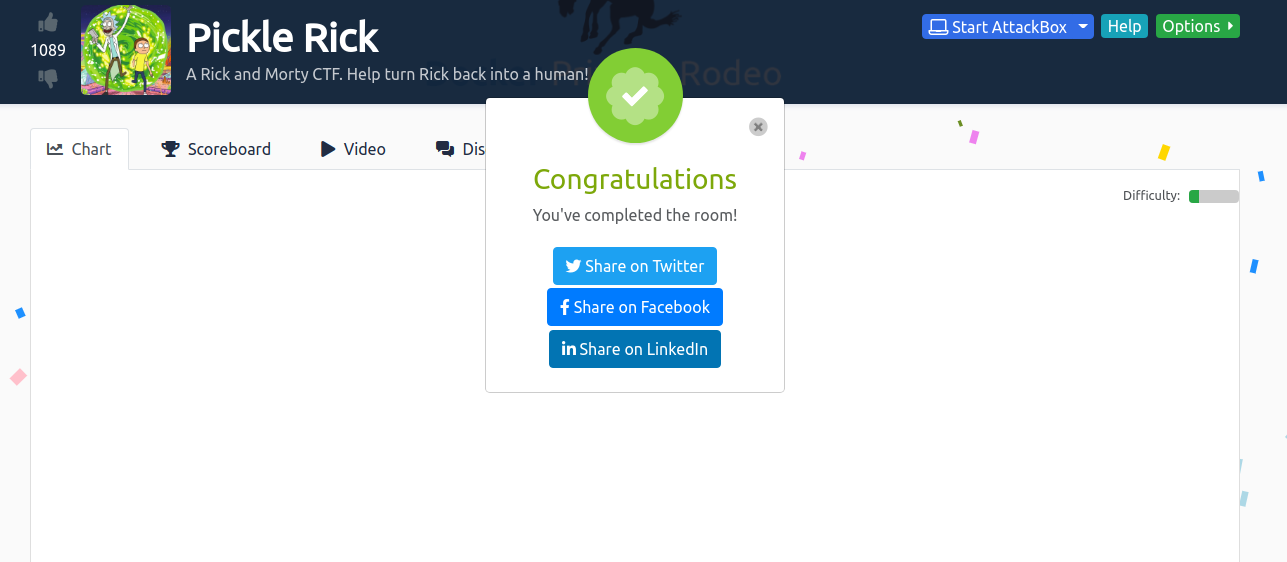 1089
Pickle Rick
A Rick and Morty CTF. Help turn Rick back into a human!
Rodeo
Start AttackBox
Help
Options
Chart
Scoreboard
Video
Dis
Difficulty:
Congratulations
You've completed the room!
Share on Twitter
Share on Facebook
Share on LinkedIn